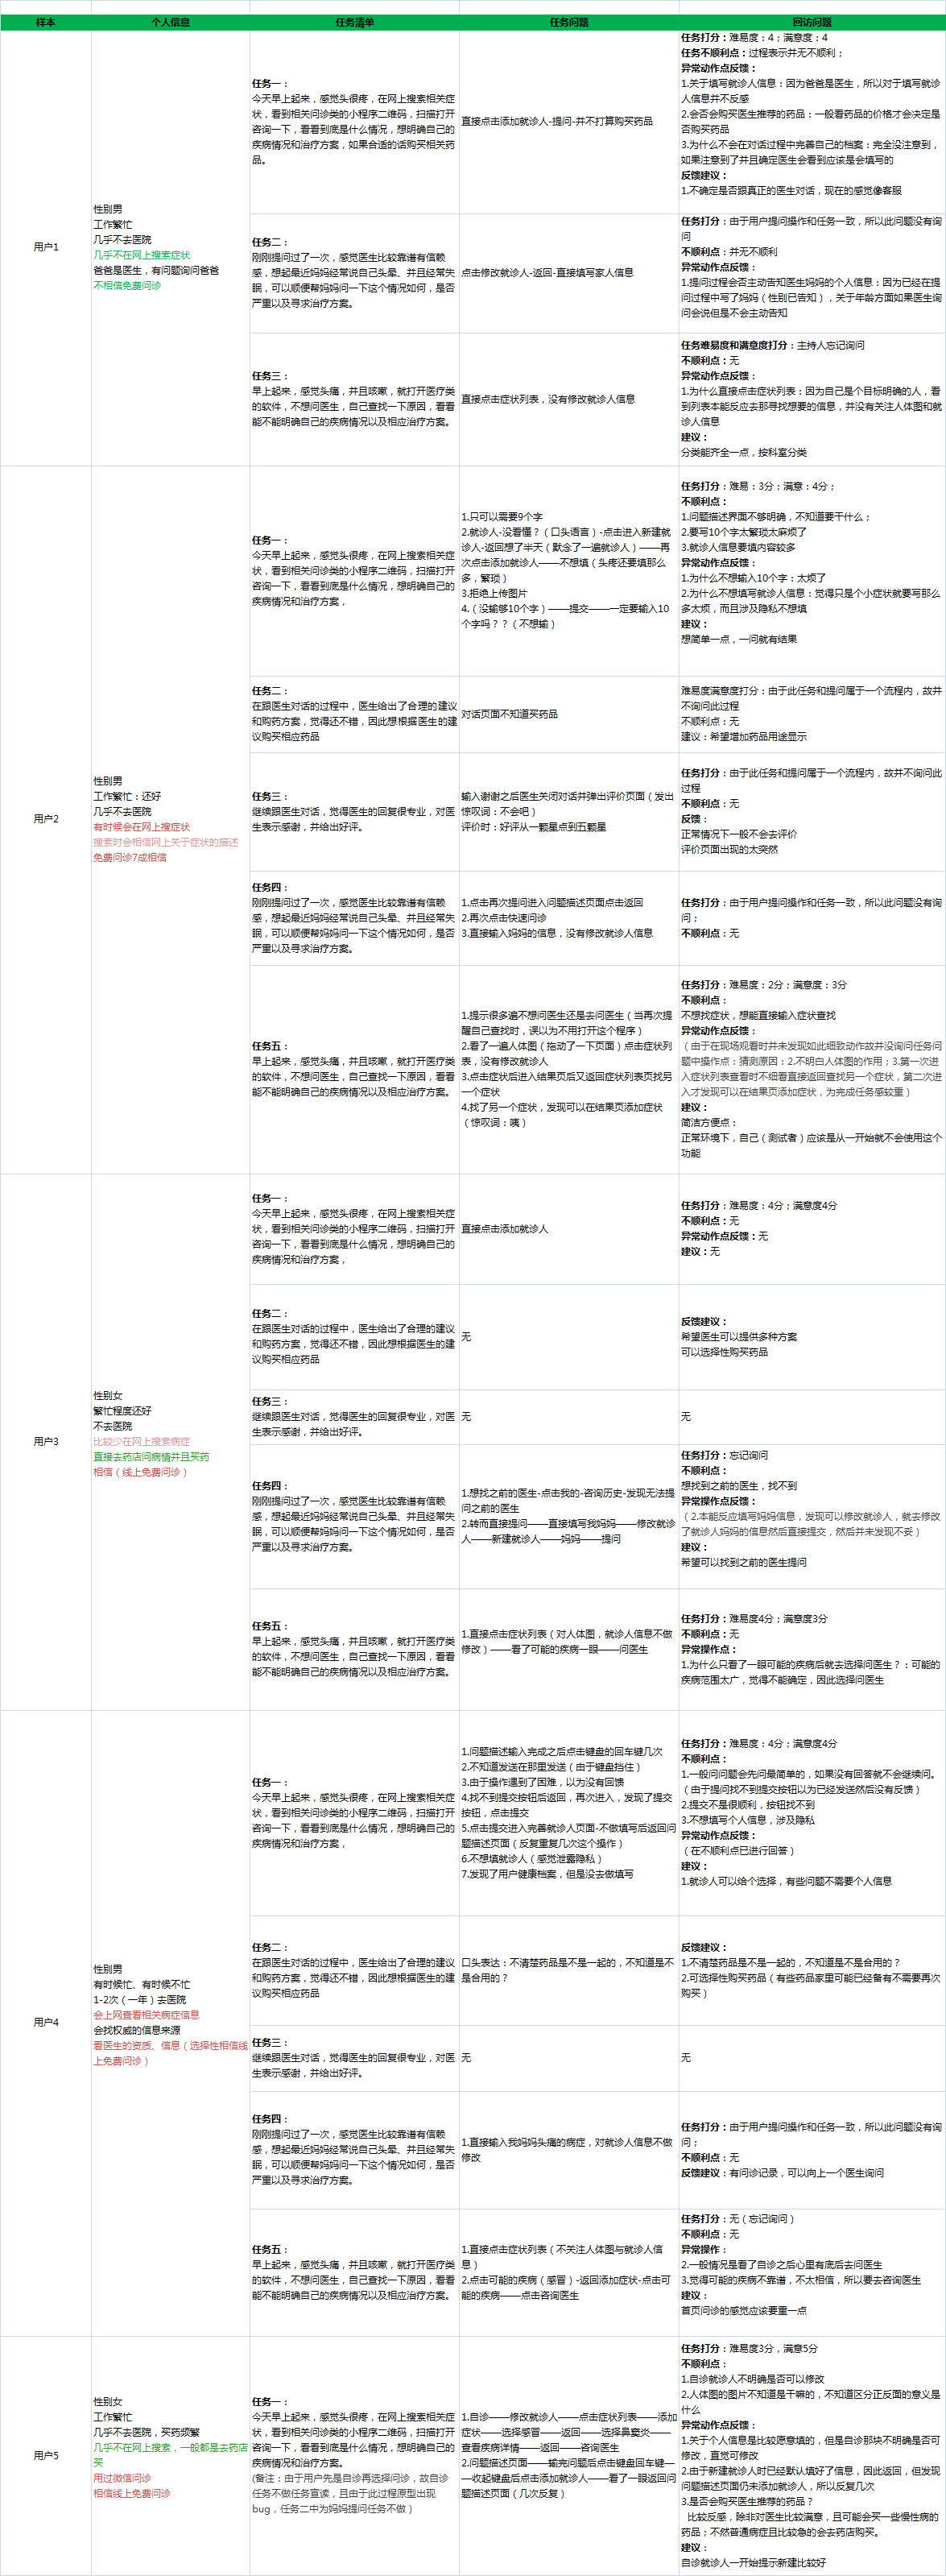 样本
个人信息
任务清单
任务问题
回访问题
用户1
性别男
工作繁忙
几乎不去医院
几乎不在网上搜索症状
爸爸是医生，有问题询问爸爸
不相信免费问诊
任务一：
今天早上起来，感觉头很疼，在网上搜索相关症
状，看到相关问诊类的小程序二维码，扫描打开
咨询一下，看看到底是什么情况，想明确自己的
疾病情况和治疗方案，如果合适的话购买相关药
品。
直接点击添加就诊人-提问-并不打算购买药品
任务打分：难易度：4；满意度：4
任务不顺利点：过程表示并无不顺利；
异常动作点反馈：
1.关于填写就诊人信息：因为爸爸是医生，所以对于填写就诊
人信息并不反感
2.会否会购买医生推荐的药品：一般看药品的价格才会决定是
否购买药品
3.为什么不会在对话过程中完善自己的档案：完全没注意到，
如果注意到了并且确定医生会看到应该是会填写的
反馈建议：
1.不确定是否跟真正的医生对话，现在的感觉像客服
任务二：
刚刚提问过了一次，感觉医生比较靠谱有信赖
感，想起最近妈妈经常说自己头晕、并且经常失
眠，可以顺便帮妈妈问一下这个情况如何，是否
严重以及寻求治疗方案。
点击修改就诊人-返回-直接填写家人信息
任务打分：由于用户提问操作和任务一致，所以此问题没有询
问
不顺利点：并无不顺利
异常动作点反馈：
1.提问过程会否主动告知医生妈妈的个人信息：因为已经在提
问过程中写了妈妈（性别已告知），关于年龄方面如果医生询
问会说但是不会主动告知
任务三：
早上起来，感觉头痛，并且咳嗽，就打开医疗类
的软件，不想问医生，自己查找一下原因，看看
能不能明确自己的疾病情况以及相应治疗方案。
直接点击症状列表，没有修改就诊人信息
任务难易度和满意度打分：主持人忘记询问
不顺利点：无
异常动作点反馈：
1.为什么直接点击症状列表：因为自己是个目标明确的人，看
到列表本能反应去那寻找想要的信息，并没有关注人体图和就
诊人信息
建议：
分类能齐全一点，按科室分类
用户2
性别男
工作繁忙：还好
几乎不去医院
有时候会在网上搜症状
搜索时会相信网上关于症状的描述
免费问诊7成相信
任务一：
今天早上起来，感觉头很疼，在网上搜索相关症
状，看到相关问诊类的小程序二维码，扫描打开
咨询一下，看看到底是什么情况，想明确自己的
疾病情况和治疗方案，
1.只可以需要9个字
2.就诊人-没看懂？（口头语言）-点击进入新建就
诊人-返回想了半天（默念了一遍就诊人）——再
次点击添加就诊人——不想填（头疼还要填那么
多，繁琐）
3.拒绝上传图片
4.（没输够10个字）——提交——一定要输入10
个字吗？？（不想输）
任务打分：难易：3分；满意：4分；
不顺利点：
1.问题描述界面不够明确，不知道要干什么；
2.要写10个字太繁琐太麻烦了
3.就诊人信息要填内容较多
异常动作点反馈：
1.为什么不想输入10个字：太烦了
2.为什么不想填写就诊人信息：觉得只是个小症状就要写那么
多太烦，而且涉及隐私不想填
建议：
想简单一点，一问就有结果
任务二：
在跟医生对话的过程中，医生给出了合理的建议
和购药方案，觉得还不错，因此想根据医生的建
议购买相应药品
对话页面不知道买药品
难易度满意度打分：由于此任务和提问属于一个流程内，故并
不询问此过程
不顺利点：无
建议：希望增加药品用途显示
任务三：
继续跟医生对话，觉得医生的回复很专业，对医
生表示感谢，并给出好评。
输入谢谢之后医生关闭对话并弹出评价页面（发出
惊叹词：不会吧）
评价时：好评从一颗星点到五颗星
任务打分：由于此任务和提问属于一个流程内，故并不询问此
过程
不顺利点：无
反馈：
正常情况下一般不会去评价
评价页面出现的太突然
任务四：
刚刚提问过了一次，感觉医生比较靠谱有信赖
感，想起最近妈妈经常说自己头晕、并且经常失
眠，可以顺便帮妈妈问一下这个情况如何，是否
严重以及寻求治疗方案。
1.点击再次提问进入问题描述页面点击返回
2.再次点击快速问诊
3.直接输入妈妈的信息，没有修改就诊人信息
任务打分：由于用户提问操作和任务一致，所以此问题没有询
问；
不顺利点：无
任务五：
早上起来，感觉头痛，并且咳嗽，就打开医疗类
的软件，不想问医生，自己查找一下原因，看看
能不能明确自己的疾病情况以及相应治疗方案。
1.提示很多遍不想问医生还是去问医生（当再次提
醒自己查找时，误以为不用打开这个程序）
2.看了一遍人体图（拖动了一下页面）点击症状列
表，没有修改就诊人
3.点击症状后进入结果页后又返回症状列表页找另
一个症状
4.找了另一个症状，发现可以在结果页添加症状
（惊叹词：咦）
任务打分：难易度：2分；满意度：3分
不顺利点：
不想找症状，想能直接输入症状查找
异常动作点反馈：
（由于在现场观看时并未发现如此细致动作故并没询问任务问
题中操作点；猜测原因：2.不明白人体图的作用；3.第一次进
入症状列表查看时不细看直接返回查找另一个症状，第二次进
入才发现可以在结果页添加症状，为完成任务感较重）
建议：
简洁方便点：
正常环境下，自己（测试者）应该是从一开始就不会使用这个
功能
用户3
性别女
繁忙程度还好
不去医院
比较少在网上搜索病症
直接去药店问病情并且买药
相信（线上免费问诊）
任务一：
今天早上起来，感觉头很疼，在网上搜索相关症
状，看到相关问诊类的小程序二维码，扫描打开
咨询一下，看看到底是什么情况，想明确自己的
疾病情况和治疗方案，
直接点击添加就诊人
任务打分：难易度：4分；满意度4分
不顺利点：无
异常动作点反馈：无
建议：无
任务二：
在跟医生对话的过程中，医生给出了合理的建议
和购药方案，觉得还不错，因此想根据医生的建
议购买相应药品
无
反馈建议：
希望医生可以提供多种方案
可以选择性购买药品
任务三：
继续跟医生对话，觉得医生的回复很专业，对医
生表示感谢，并给出好评。
无
无
任务四：
刚刚提问过了一次，感觉医生比较靠谱有信赖
感，想起最近妈妈经常说自己头晕、并且经常失
眠，可以顺便帮妈妈问一下这个情况如何，是否
严重以及寻求治疗方案。
1.想找之前的医生-点击我的-咨询历史-发现无法提
问之前的医生
2.转而直接提问——直接填写我妈妈——修改就诊
人——新建就诊人——妈妈——提问
任务打分：忘记询问
不顺利点：
想找到之前的医生，找不到
异常操作点反馈：
（2.本能反应填写妈妈信息，发现可以修改就诊人，就去修改
了就诊人妈妈的信息然后直接提交，然后并未发现不妥）
建议：
希望可以找到之前的医生提问
任务五：
早上起来，感觉头痛，并且咳嗽，就打开医疗类
的软件，不想问医生，自己查找一下原因，看看
能不能明确自己的疾病情况以及相应治疗方案。
1.直接点击症状列表（对人体图，就诊人信息不做
修改）——看了可能的疾病一眼——问医生
任务打分：难易度4分；满意度3分
不顺利点：无
异常操作点：
1.为什么只看了一眼可能的疾病后就去选择问医生？：可能的
疾病范围太广，觉得不能确定，因此选择问医生
用户4
性别男
有时候忙、有时候不忙
1-2次（一年）去医院
会上网查看相关病症信息
会找权威的信息来源
看医生的资质、信息（选择性相信线
上免费问诊）
任务一：
今天早上起来，感觉头很疼，在网上搜索相关症
状，看到相关问诊类的小程序二维码，扫描打开
咨询一下，看看到底是什么情况，想明确自己的
疾病情况和治疗方案，
1.问题描述输入完成之后点击键盘的回车键几次
2.不知道发送在那里发送（由于键盘挡住）
3.由于操作遇到了困难，以为没有回馈
4.找不到提交按钮后返回，再次进入，发现了提交
按钮，点击提交
5.点击提交进入完善就诊人页面-不做填写后返回问
题描述页面（反复重复几次这个操作）
6.不想填就诊人（感觉泄露隐私）
7.发现了用户健康档案，但是没去做填写
任务打分：难易度：4分；满意度4分
不顺利点：
1.一般问问题会先问最简单的，如果没有回答就不会继续问。
（由于提问找不到提交按钮以为已经发送然后没有反馈）
2.提交不是很顺利，按钮找不到
3.不想填写个人信息，涉及隐私
异常动作点反馈：
（在不顺利点已进行回答）
建议：
1.就诊人可以给个选择，有些问题不需要个人信息
任务二：
在跟医生对话的过程中，医生给出了合理的建议
和购药方案，觉得还不错，因此想根据医生的建
议购买相应药品
口头表达：不清楚药品是不是一起的，不知道是不
是合用的？
反馈建议：
1.不清楚药品是不是一起的，不知道是不是合用的？
2.可选择性购买药品（有些药品家里可能已经备有不需要再次
购买）
任务三：
继续跟医生对话，觉得医生的回复很专业，对医
生表示感谢，并给出好评。
无
无
任务四：
刚刚提问过了一次，感觉医生比较靠谱有信赖
感，想起最近妈妈经常说自己头晕、并且经常失
眠，可以顺便帮妈妈问一下这个情况如何，是否
严重以及寻求治疗方案。
1.直接输入我妈妈头痛的病症，对就诊人信息不做
修改
任务打分：由于用户提问操作和任务一致，所以此问题没有询
问；
不顺利点：无
反馈建议：有问诊记录，可以向上一个医生询问
任务五：
早上起来，感觉头痛，并且咳嗽，就打开医疗类
的软件，不想问医生，自己查找一下原因，看看
能不能明确自己的疾病情况以及相应治疗方案。
1.直接点击症状列表（不关注人体图与就诊人信
息）
2.点击可能的疾病（感冒）-返回添加症状-点击可
能的疾病——点击咨询医生
任务打分：无（忘记询问）
不顺利点：无
异常操作：
2.一般情况是看了自诊之后心里有底后去问医生
3.觉得可能的疾病不靠谱，不太相信，所以要去咨询医生
建议：
首页问诊的感觉应该要重一点
用户5
性别女
工作繁忙
几乎不去医院，买药频繁
几乎不在网上搜索，一般都是去药店
买
用过微信问诊
相信线上免费问诊
任务一：
今天早上起来，感觉头很疼，在网上搜索相关症
状，看到相关问诊类的小程序二维码，扫描打开
咨询一下，看看到底是什么情况，想明确自己的
疾病情况和治疗方案。
(备注：由于用户先是自诊再选择问诊，故自诊
任务不做任务宣读，且由于此过程原型出现
bug，任务二中为妈妈提问任务不做）
1.自诊——修改就诊人——点击症状列表——添加
症状——选择感冒——返回——选择鼻窦炎——
查看疾病详情——返回——咨询医生
2.问题描述页面——输完问题后点击键盘回车键—
—收起键盘后点击添加就诊人——看了一眼返回问
题描述页面（几次反复）
任务打分：难易度3分，满意5分
不顺利点：
1.自诊就诊人不明确是否可以修改
2.人体图的图片不知道是干嘛的，不知道区分正反面的意义是
什么
异常动作点反馈：
1.关于个人信息是比较愿意填的，但是自诊那块不明确是否可
修改，直觉可修改
2.由于新建就诊人时已经默认填好了信息，因此返回，但发现
问题描述页面仍未添加就诊人，所以反复几次
3.是否会购买医生推荐的药品？
比较反感，除非对医生比较满意，且可能会买一些慢性病的
药品；不然普通病症且比较急的会去药店购买。
建议：
自诊就诊人一开始提示新建比较好